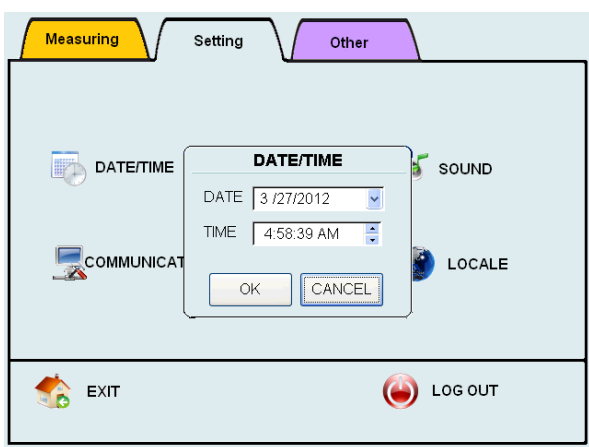 Measuring
Setting
Other
DATE/TIME
DATE/TIME
SOUND
DATE 3 /27/2012
TIME 4:58:39 AM
COMMUNICAT
LOCALE
OK
CANCEL
EXIT
LOG OUT